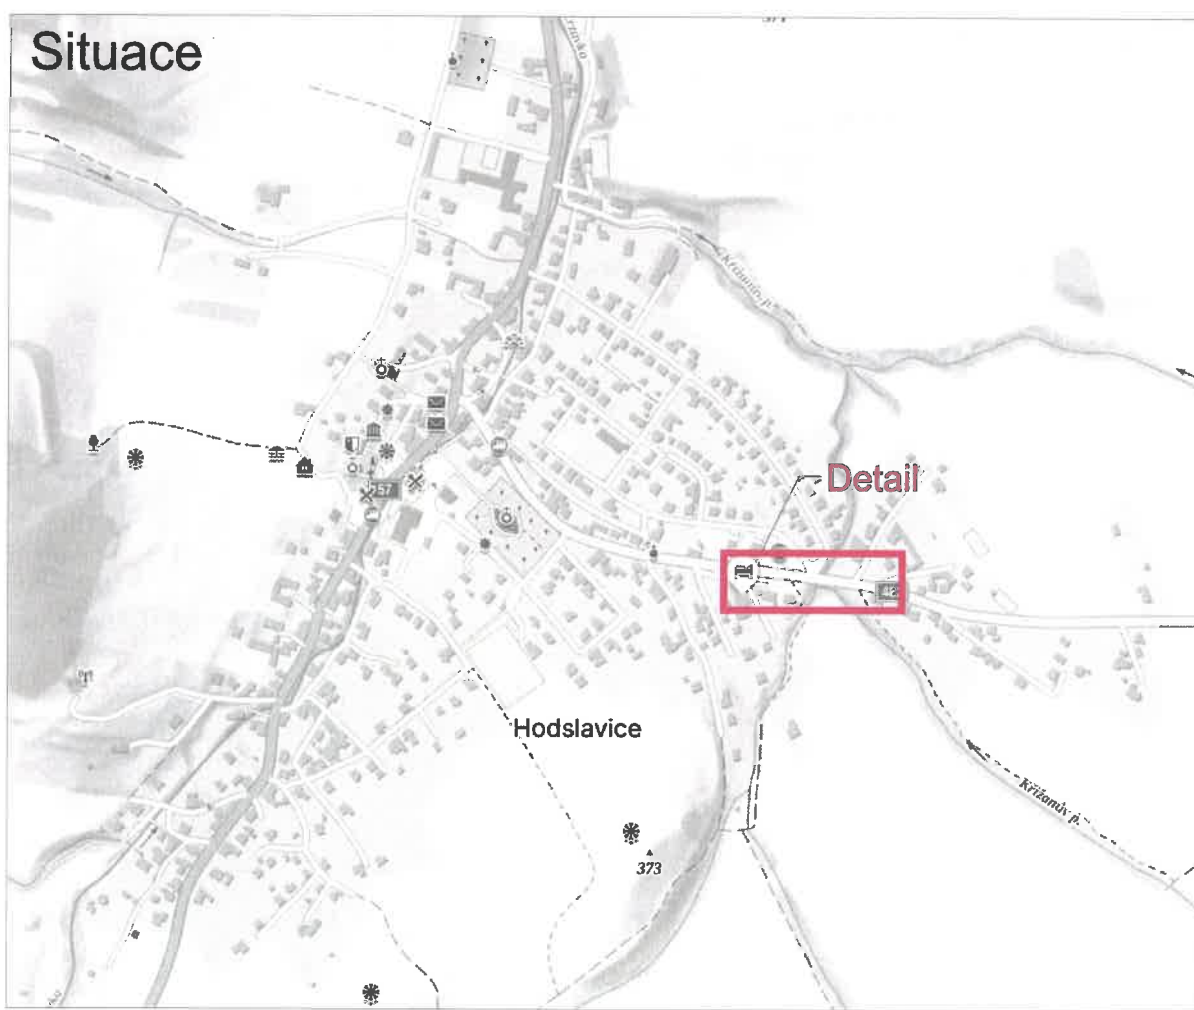 Situace
Křižanův p.
57
Detail
Hodslavice
Křižanův p.
373